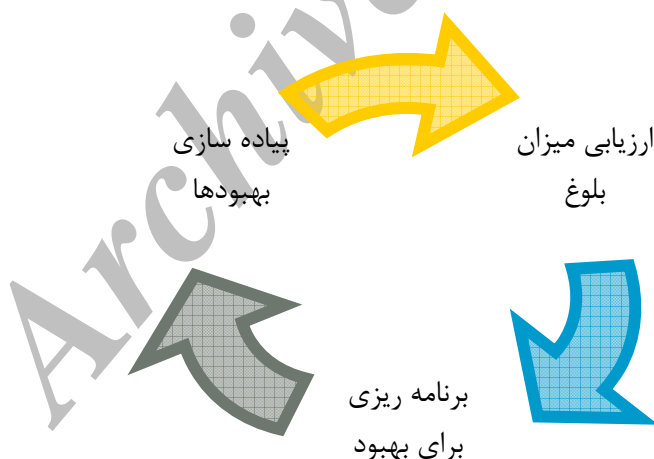 ارزیابی میزان
بلوغ
پیاده سازی
بهبودها
برنامه ریزی
برای بهبود
Archive